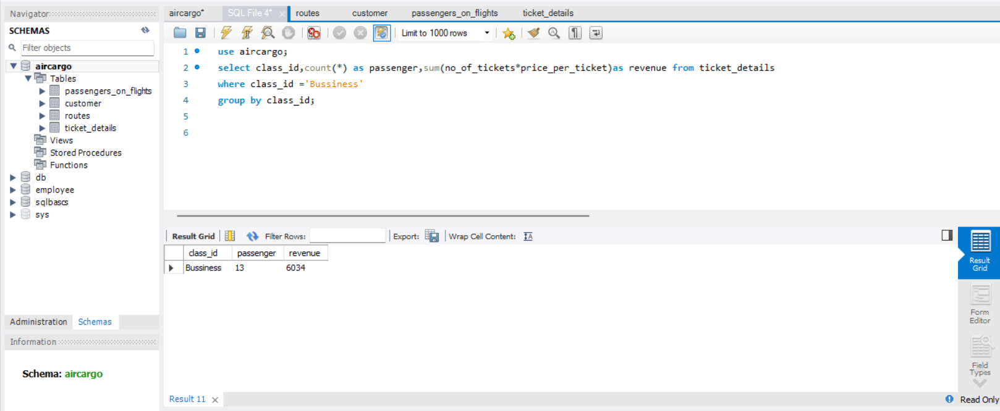 Navigator
SCHEMAS
Filter objects
aircargo
Tables
passengers_on_flights
customer
routes
ticket_details
Views
Stored Procedures
Functions
db
employee
sqlbascs
sys
Administration Schemas
Information
Schema: aircargo
aircargo* SQL File 4* routes customer passengers_on_flights ticket_details
Limit to 1000 rows
1 use aircargo;
2 select class_id,count(*) as passenger,sum(no_of_tickets*price_per_ticket)as revenue from ticket_details
3 where class_id ='Bussiness'
4 group by class_id;
5
6
Result Grid Filter Rows: Export: Wrap Cell Content:
class_id passenger revenue
Bussiness 13 6034
Result
Grid
Form
Editor
Field
Types
Result 11
Read Only